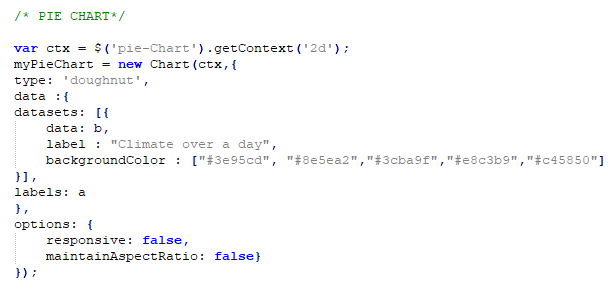 /* PIE CHART*/
var ctx = $('pie-Chart').getContext('2d');
myPieChart = new Chart(ctx,{
type: 'doughnut',
data :{
datasets: [{
    data: b,
    label : "Climate over a day",
    backgroundColor : ["#3e95cd", "#8e5ea2","#3cba9f","#e8c3b9","#c45850"]
}],
labels: a
},
options: {
    responsive: false,
    maintainAspectRatio: false}
});